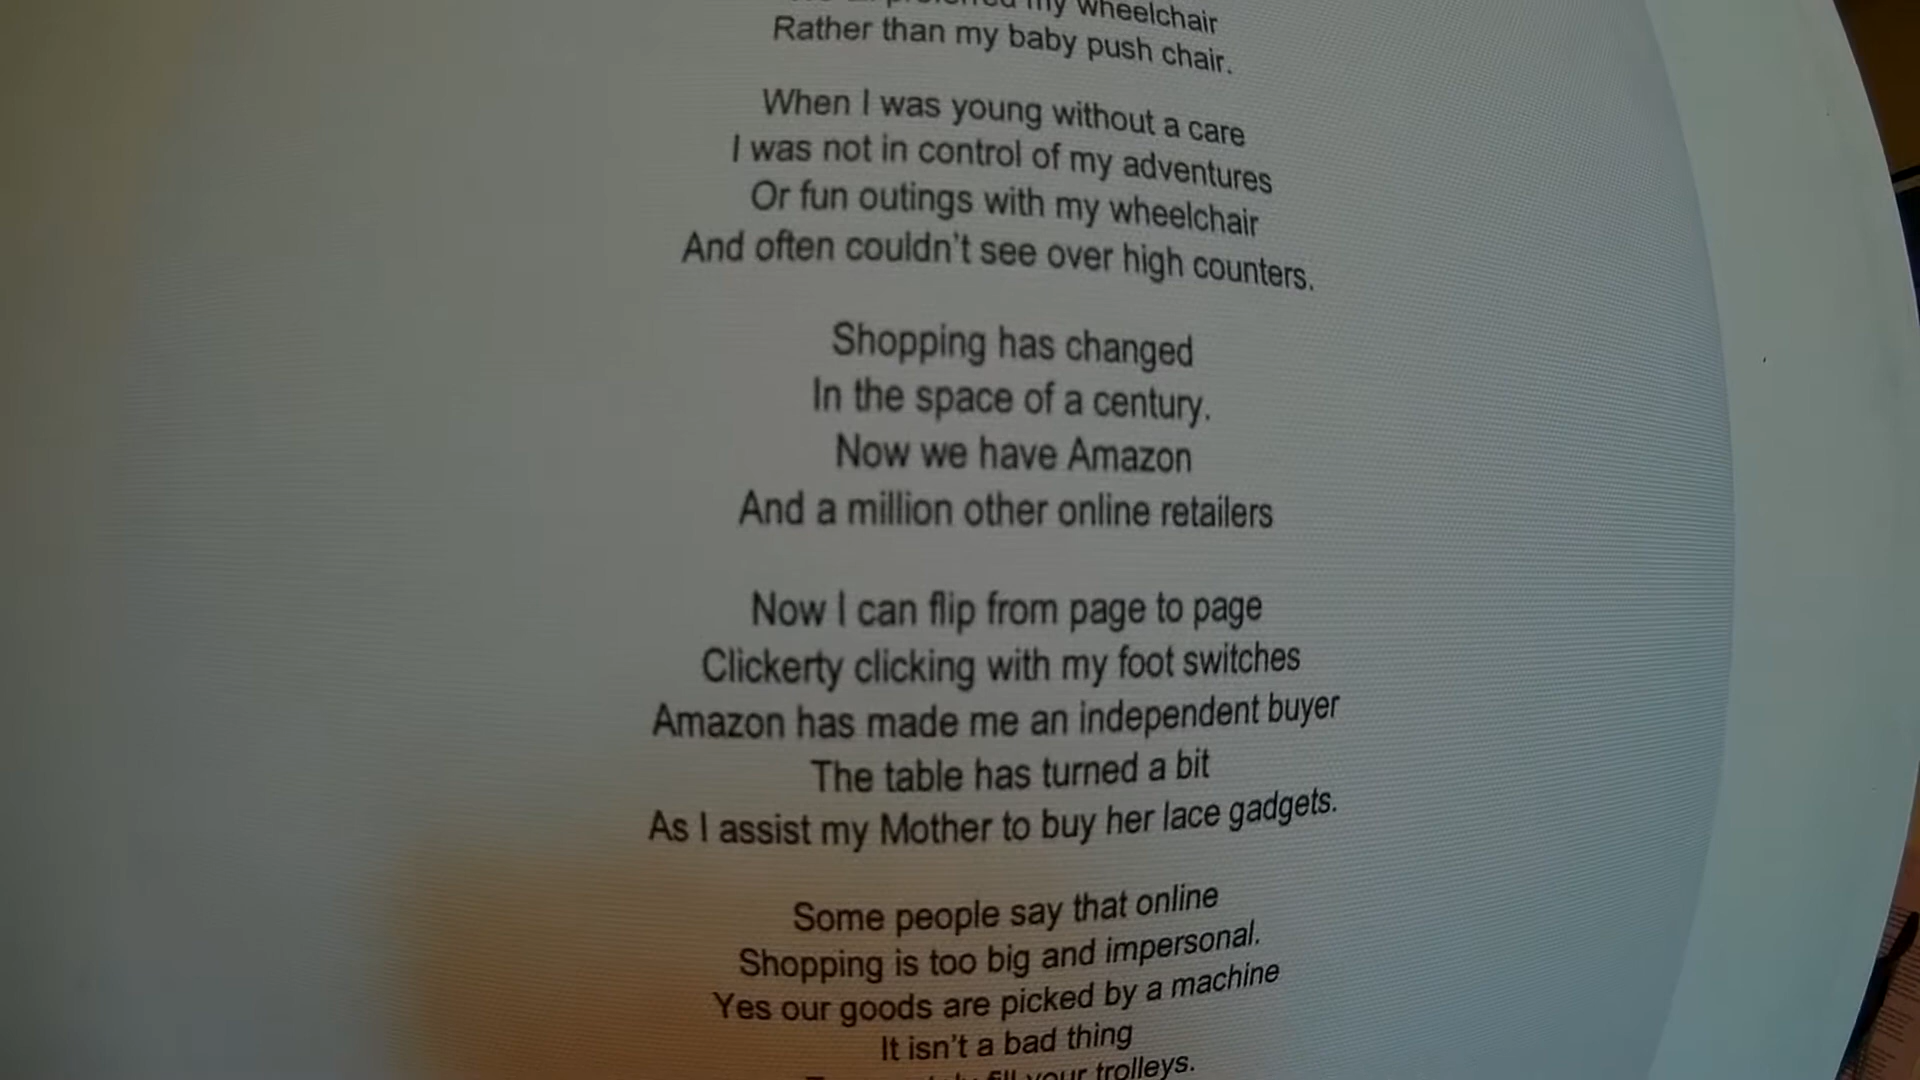 my wheelchair
Rather than my baby push chair.
When I was young without a care
I was not in control of my adventures
Or fun outings with my wheelchair
And often couldn't see over high counters.
Shopping has changed
In the space of a century.
Now we have Amazon
And a million other online retailers
Now I can flip from page to page
Clickerty clicking with my foot switches
Amazon has made me an independent buyer
The table has turned a bit
As I assist my Mother to buy her lace gadgets.
Some people say that online
Shopping is too big and impersonal.
Yes our goods are picked by a machine
It isn't a bad thing
fill your trolleys.